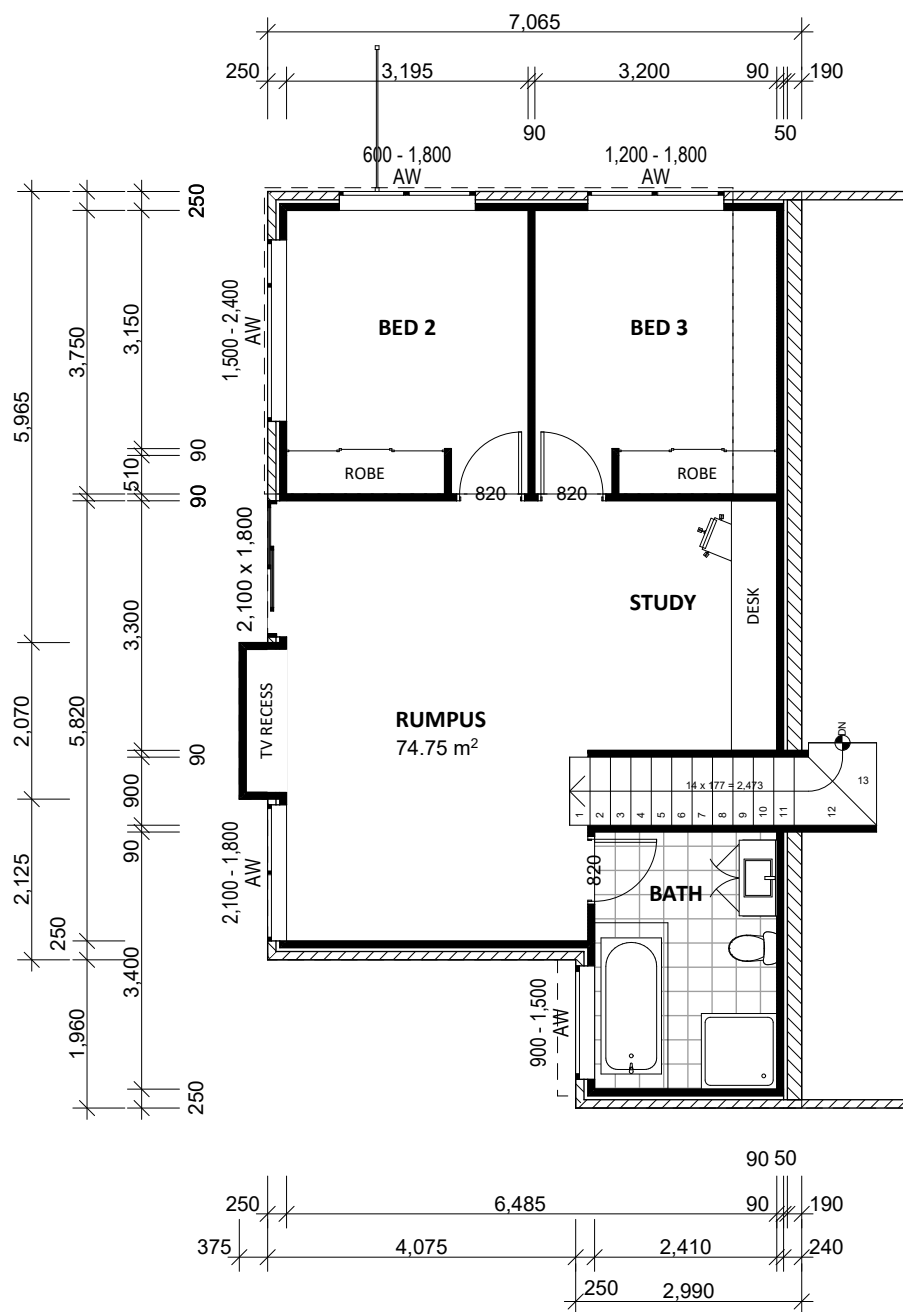 7,065
250 3,195 3,200 90 190
90 50
600 - 1,800
AW
1,200 - 1,800
AW
250
5,965
3,750
3,150
1,500 - 2,400
AW
BED 2
BED 3
90
510
90
ROBE
820
820
ROBE
2,100 x 1,800
STUDY
DESK
3,300
2,070
5,820
TV RECESS
RUMPUS
74.75 m²
90
DN
900
14 x 177 = 2,473
1 2 3 4 5 6 7 8 9 10 11 12 13
90
2,125
2,100 - 1,800
AW
820
BATH
250
3,400
1,960
900 - 1,500
AW
250
90 50
250 6,485 90 190
375 4,075 2,410 240
250 2,990